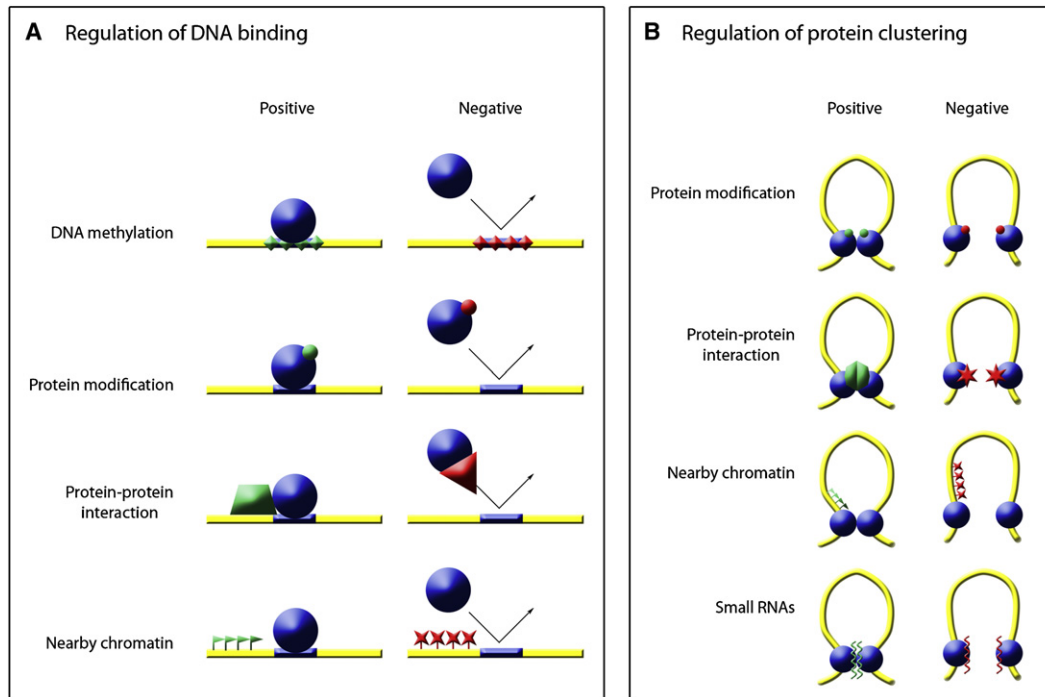 A Regulation of DNA binding
Positive Negative
DNA methylation
Protein modification
Protein-protein
interaction
Nearby chromatin
B Regulation of protein clustering
Positive Negative
Protein modification
Protein-protein
interaction
Nearby chromatin
Small RNAs